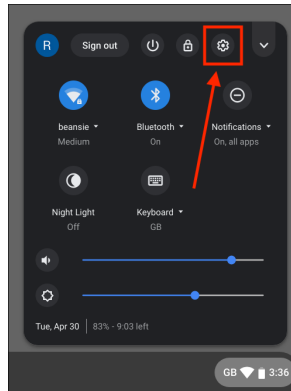 R Sign out
beansie Bluetooth Notifications
Medium On On, all apps
Night Light Keyboard
Off GB
Tue, Apr 30 83% - 9:03 left
GB 3:36